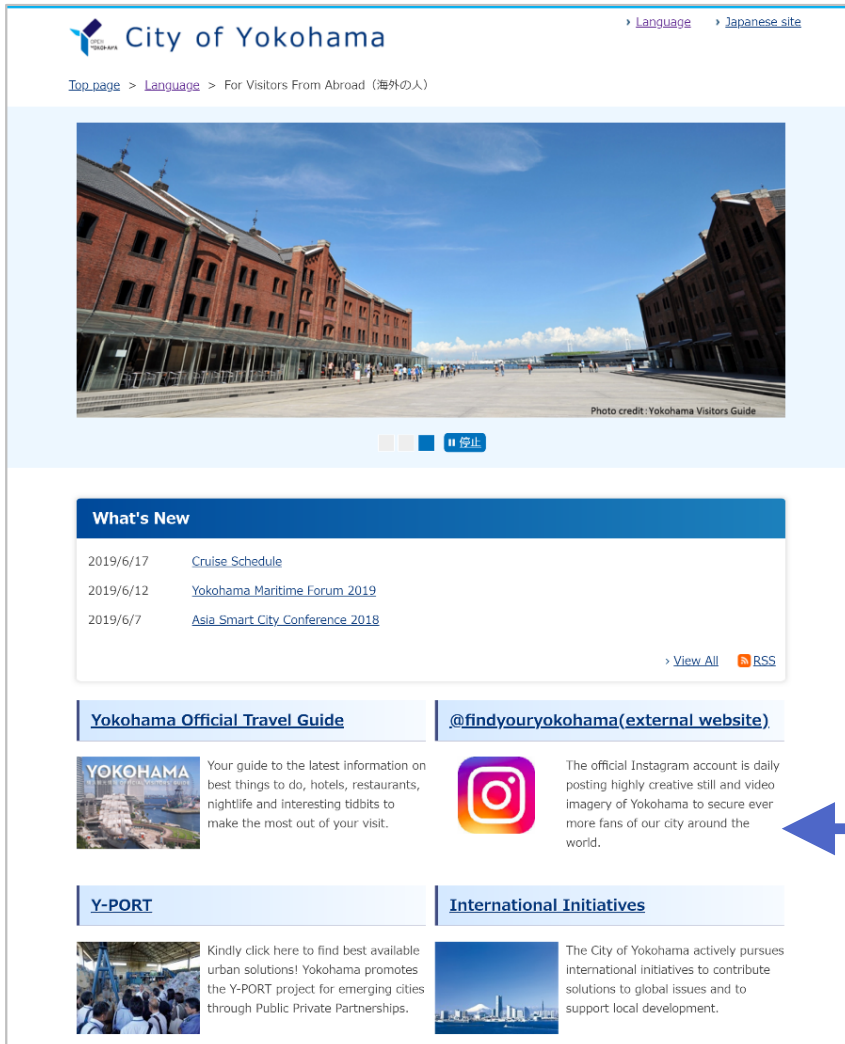 City of Yokohama
Language
Japanese site
Top page > Language > For Visitors From Abroad（海外の人）
Photo credit:Yokohama Visitors Guide
停止
What's New
2019/6/17 Cruise Schedule
2019/6/12 Yokohama Maritime Forum 2019
2019/6/7 Asia Smart City Conference 2018
View All
RSS
Yokohama Official Travel Guide
YOKOHAMA
Your guide to the latest information on
best things to do, hotels, restaurants,
nightlife and interesting tidbits to
make the most out of your visit.
@findyouryokohama(external website)
The official Instagram account is daily
posting highly creative still and video
imagery of Yokohama to secure ever
more fans of our city around the
world.
Y-PORT
Kindly click here to find best available
urban solutions! Yokohama promotes
the Y-PORT project for emerging cities
through Public Private Partnerships.
International Initiatives
The City of Yokohama actively pursues
international initiatives to contribute
solutions to global issues and to
support local development.